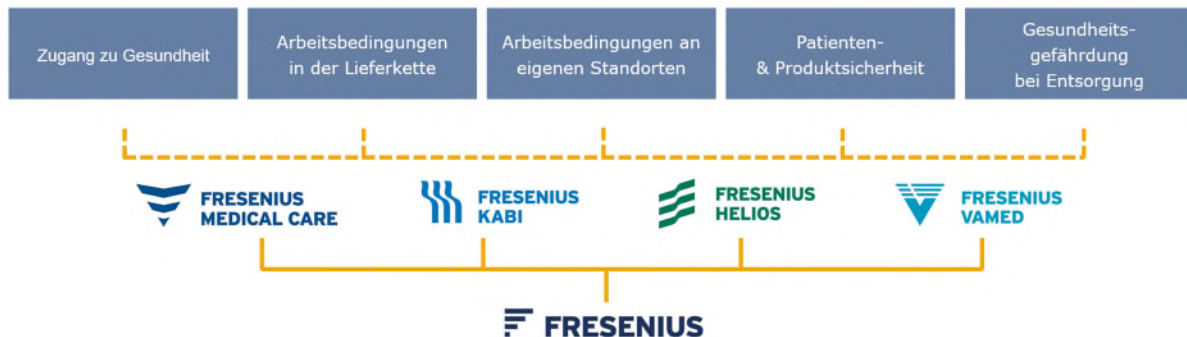 Zugang zu Gesundheit
Arbeitsbedingungen
in der Lieferkette
Arbeitsbedingungen an
eigenen Standorten
Patienten-
& Produktsicherheit
Gesundheits-
gefährdung
bei Entsorgung
FRESENIUS
MEDICAL CARE
FRESENIUS
KABI
FRESENIUS
HELIOS
FRESENIUS
VAMED
FRESENIUS